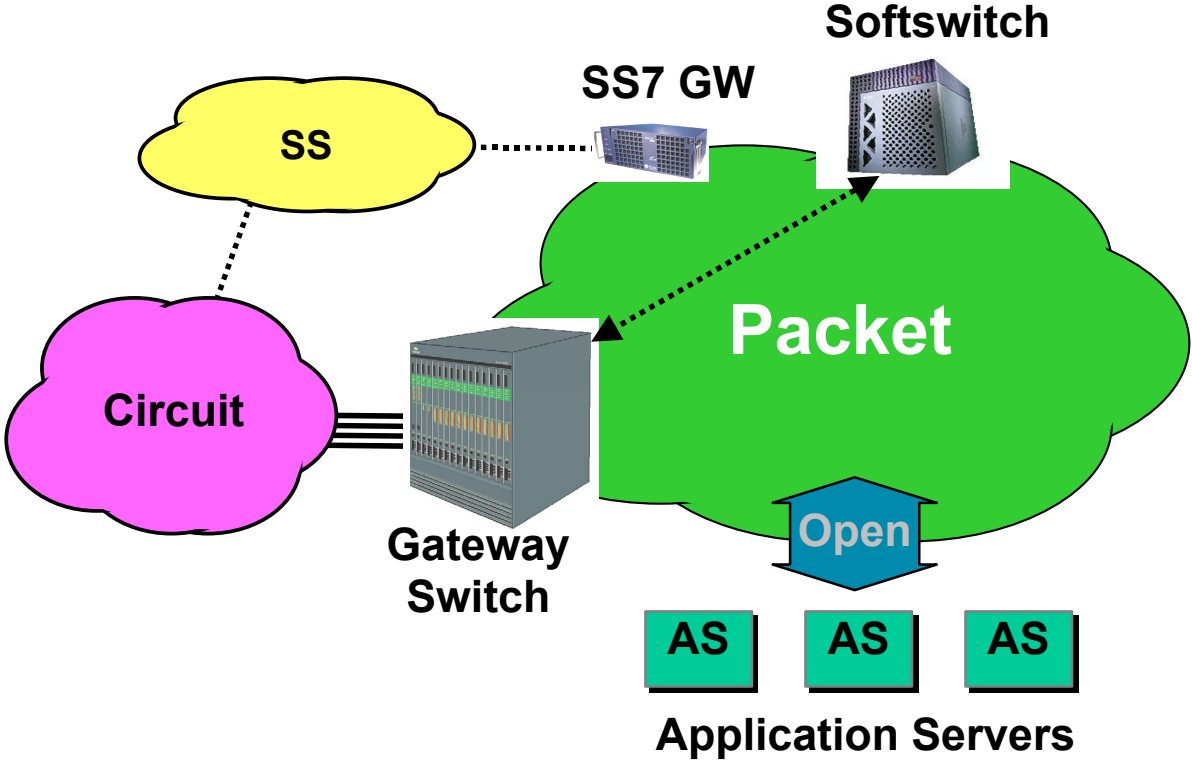 Softswitch
SS7 GW
SS
Packet
Circuit
Gateway
Switch
Open
AS
AS
AS
Application Servers